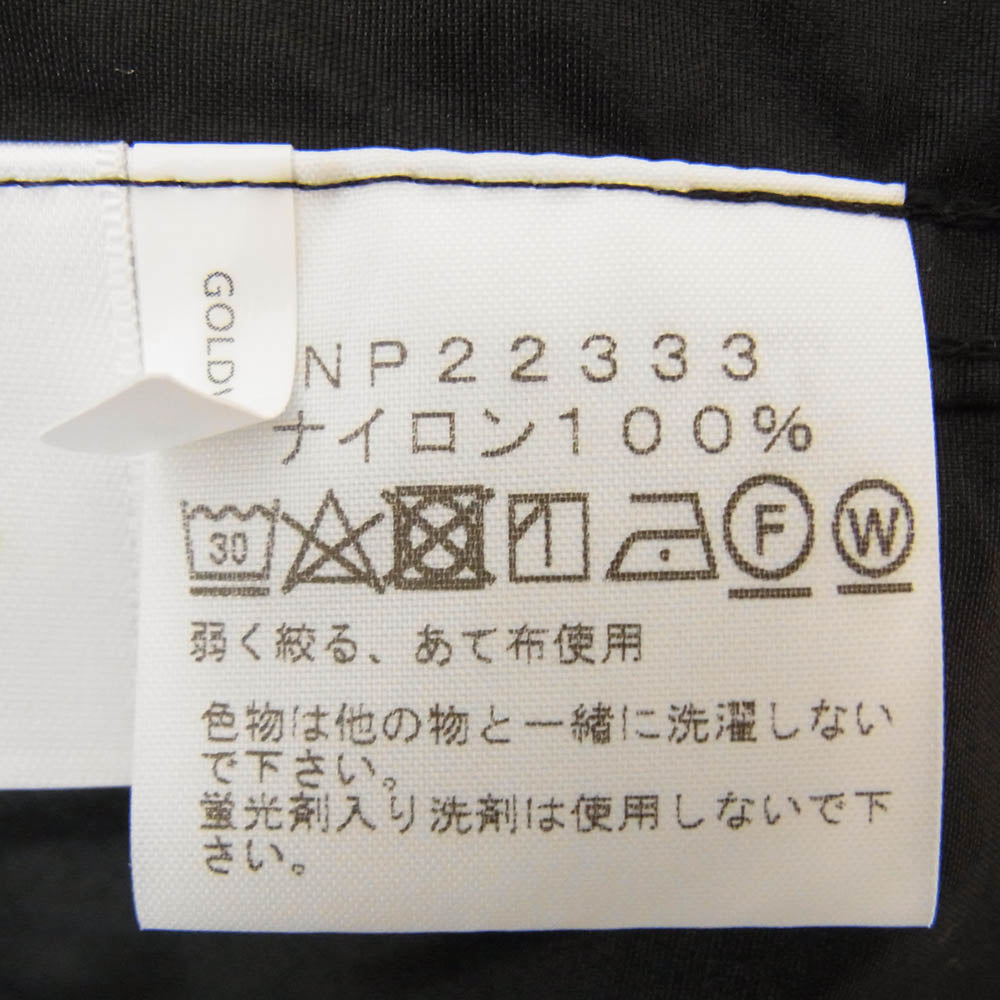 GOLDW
NP22333
ナイロン100%
30 F W
弱く絞る、あて布使用
色物は他の物と一緒に洗濯しない
で下さい。
蛍光剤入り洗剤は使用しないで下
さい。